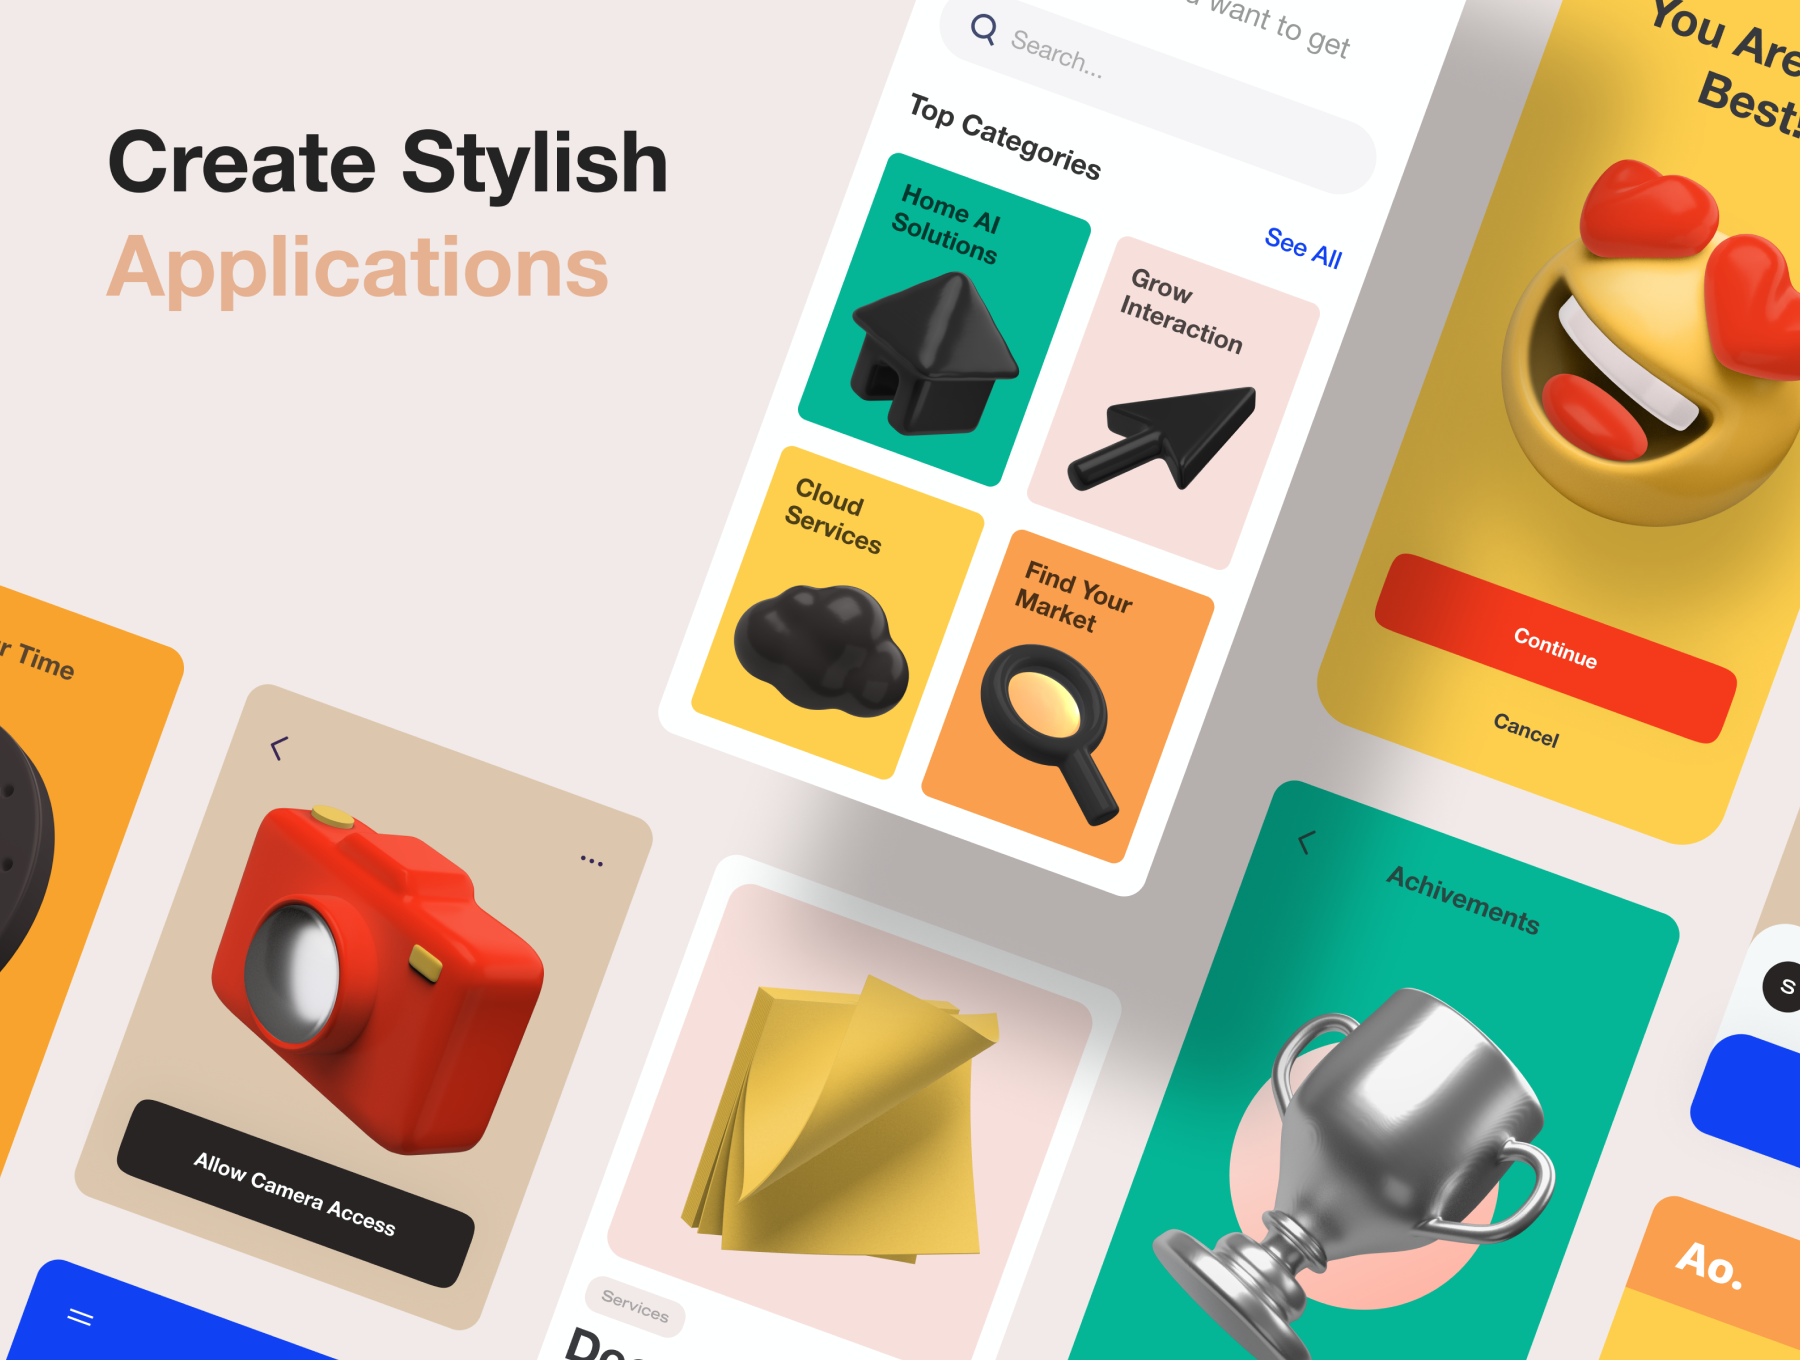 Create Stylish
Applications
want to get
Search...
Top Categories
See All
Home AI
Solutions
Grow
Interaction
Cloud
Services
Find Your
Market
You Are
Best!
Continue
Cancel
Time
Allow Camera Access
Services
Achivements
S
Ao.